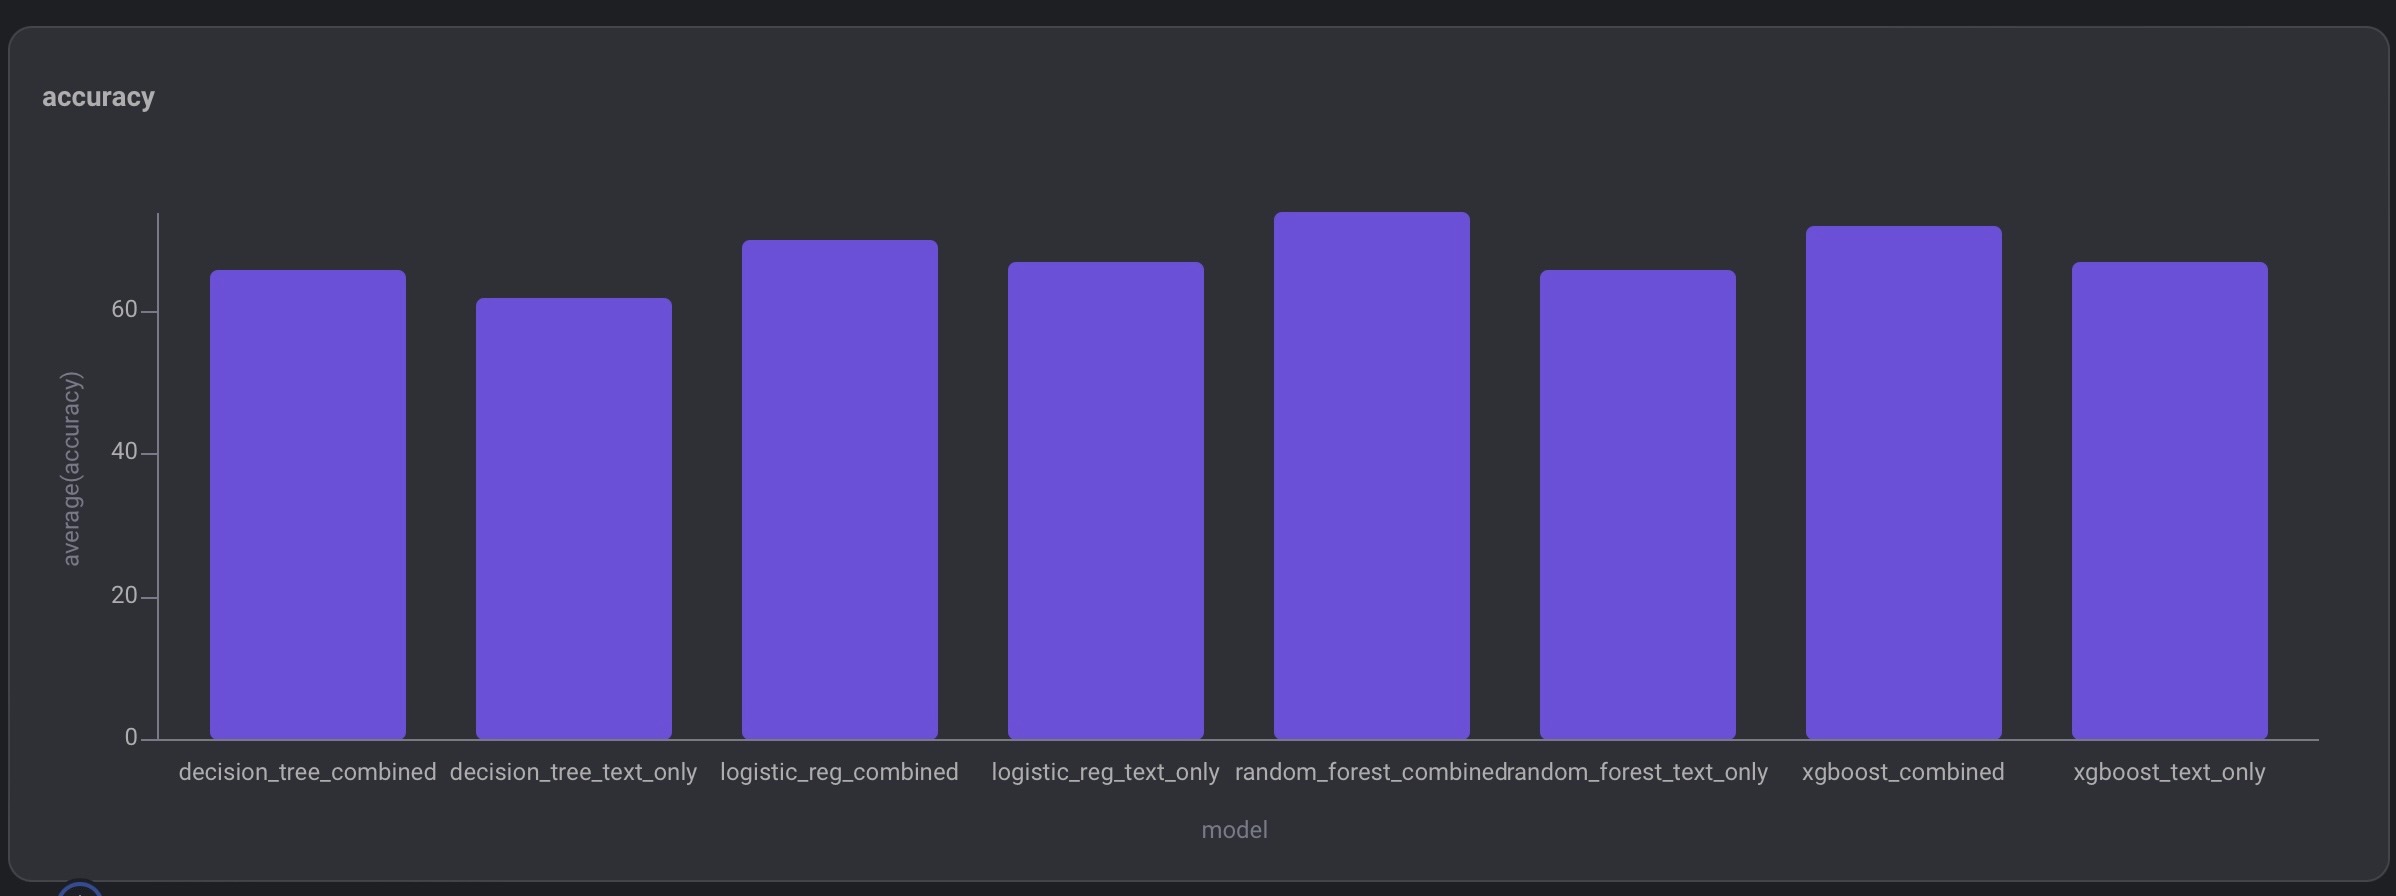 accuracy
60
40
20
0
average(accuracy)
decision_tree_combined decision_tree_text_only logistic_reg_combined logistic_reg_text_only random_forest_combined random_forest_text_only xgboost_combined xgboost_text_only
model